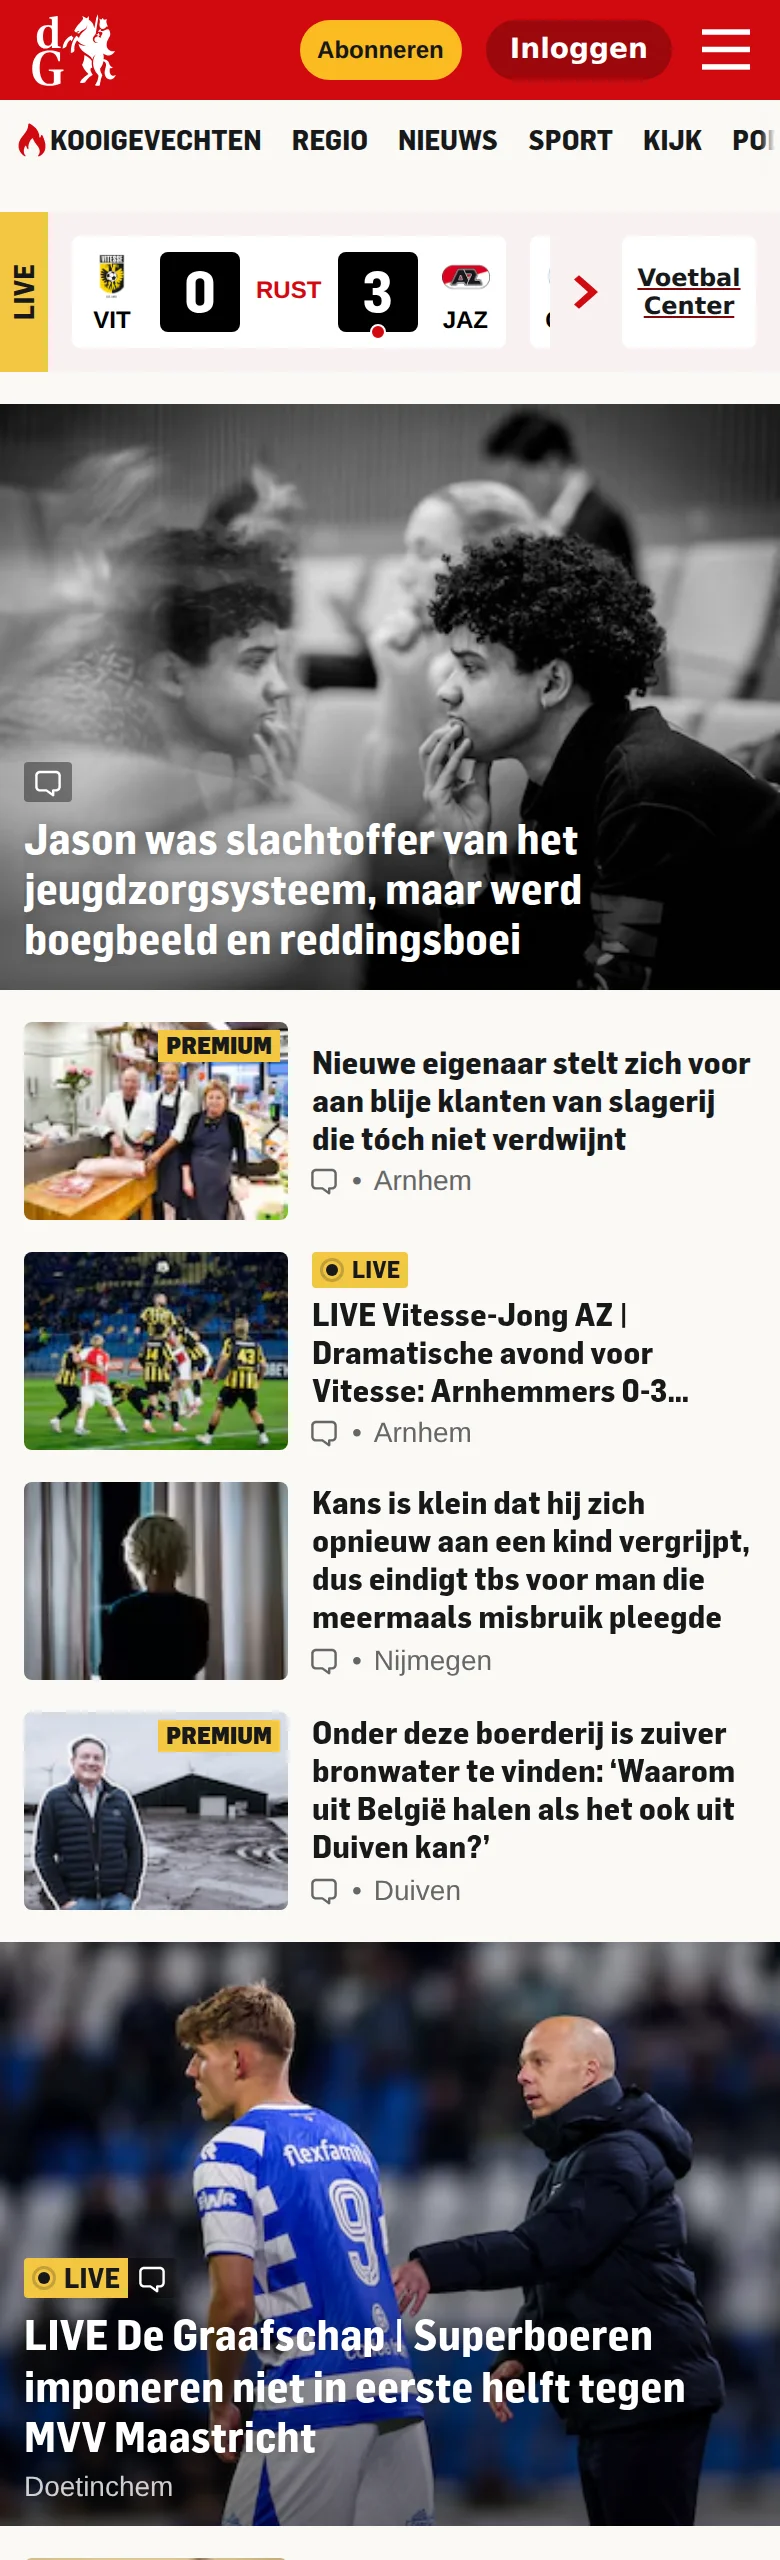 dG
Abonneren
Inloggen
KOOIGEVECHTEN REGIO NIEUWS SPORT KIJK
LIVE
VIT
0
RUST
3
JAZ
Voetbal
Center
Jason was slachtoffer van het
jeugdzorgsysteem, maar werd
boegbeeld en reddingsboei
PREMIUM
Nieuwe eigenaar stelt zich voor
aan blije klanten van slagerij
die tóch niet verdwijnt
• Arnhem
LIVE
LIVE Vitesse-Jong AZ |
Dramatische avond voor
Vitesse: Arnhemmers 0-3...
• Arnhem
Kans is klein dat hij zich
opnieuw aan een kind vergrijpt,
dus eindigt tbs voor man die
meermaals misbruik pleegde
• Nijmegen
PREMIUM
Onder deze boerderij is zuiver
bronwater te vinden: ‘Waarom
uit België halen als het ook uit
Duiven kan?’
• Duiven
flexfamily
9
LIVE
LIVE De Graafschap | Superboeren
imponeren niet in eerste helft tegen
MVV Maastricht
Doetinchem